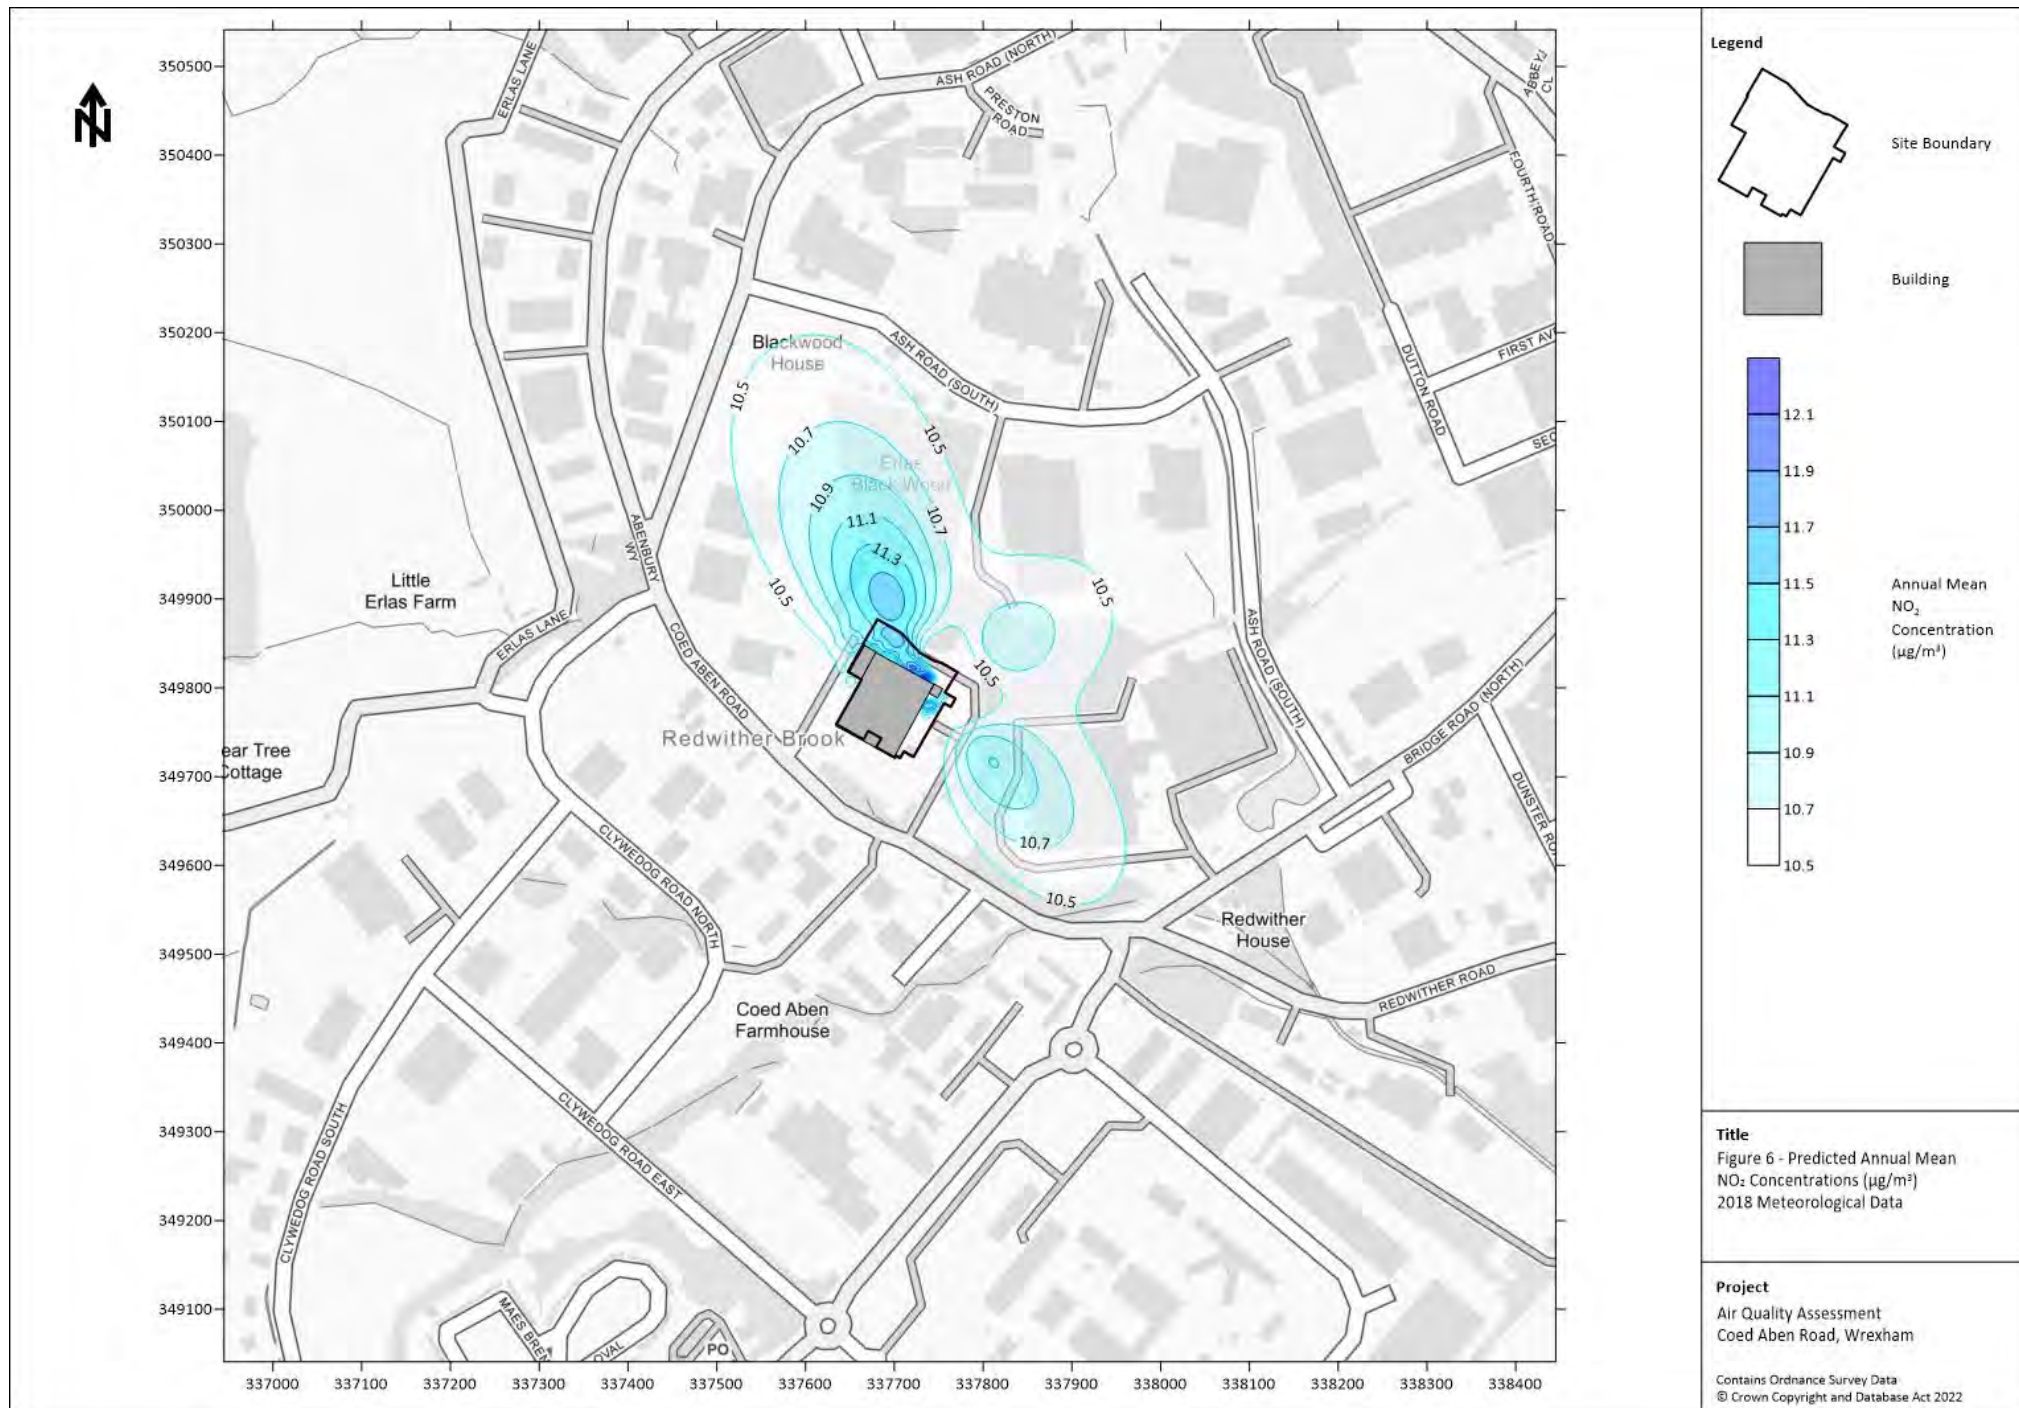 N
350500
350400
350300
350200
350100
350000
349900
349800
349700
349600
349500
349400
349300
349200
349100
337000 337100 337200 337300 337400 337500 337600 337700 337800 337900 338000 338100 338200 338300 338400
ERLAS LANE
ASH ROAD (NORTH)
PRESTON
ROAD
ABBEY
CL
FOURTH ROAD
Blackwood
House
ASH ROAD (SOUTH)
DUTTON ROAD
FIRST AV
SEC
10.5
10.7
10.5
Erlas
Black Wood
10.9
10.7
11.1
11.3
10.5
10.5
10.5
10.7
10.5
ABENBURY
WY
Little
Erlas Farm
ERLAS LANE
COED ABEN ROAD
ASH ROAD (SOUTH)
Redwither Brook
BRIDGE ROAD (NORTH)
ear Tree
Cottage
DUNSTER RO
CLYWEDOG ROAD NORTH
Redwither
House
REDWITHER ROAD
Coed Aben
Farmhouse
CLYWEDOG ROAD SOUTH
CLYWEDOG ROAD EAST
MAES BREN
OVAL
PO
Legend
Site Boundary
Building
12.1
11.9
11.7
11.5
11.3
11.1
10.9
10.7
10.5
Annual Mean
NO₂
Concentration
(µg/m³)
Title
Figure 6 - Predicted Annual Mean
NO₂ Concentrations (µg/m³)
2018 Meteorological Data
Project
Air Quality Assessment
Coed Aben Road, Wrexham
Contains Ordnance Survey Data
© Crown Copyright and Database Act 2022